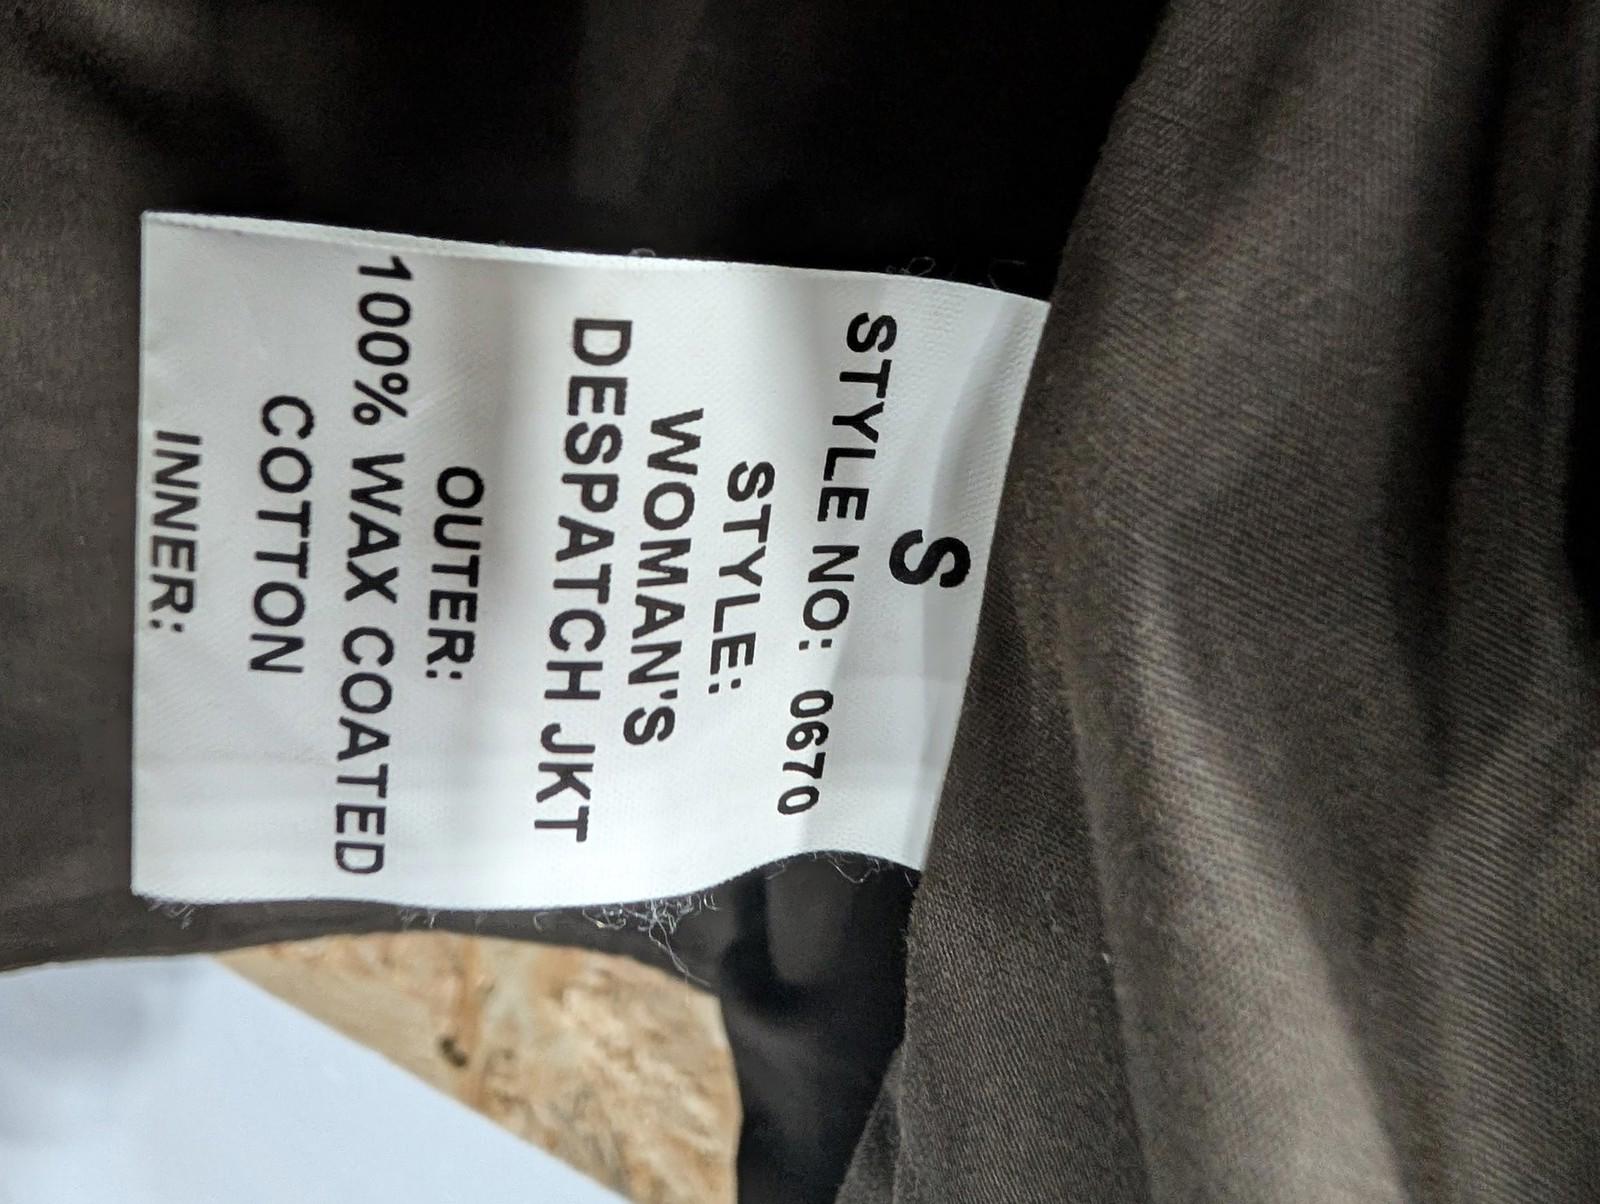 S
STYLE NO: 0670
STYLE:
WOMAN'S
DESPATCH JKT
OUTER:
100% WAX COATED
COTTON
INNER: